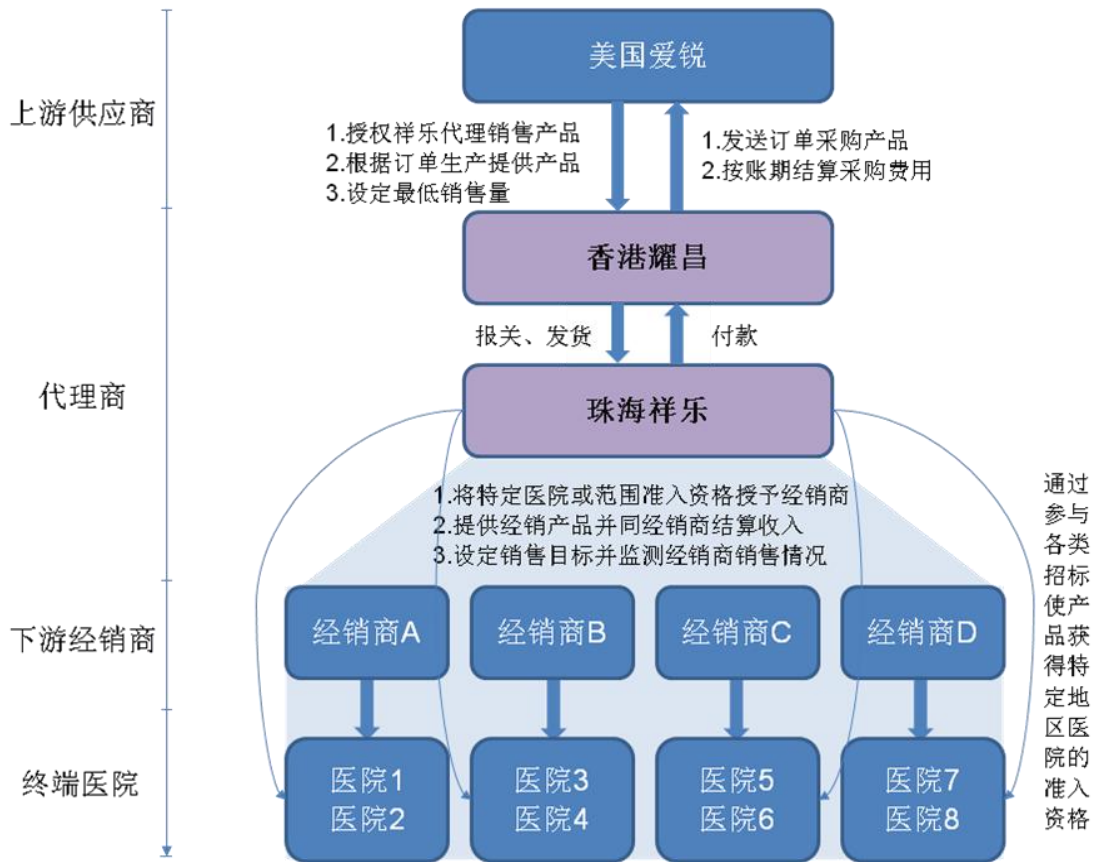 美国爱锐
上游供应商
1.授权祥乐代理销售产品
2.根据订单生产提供产品
3.设定最低销售量
1.发送订单采购产品
2.按账期结算采购费用
香港耀昌
报关、发货
付款
代理商
珠海祥乐
1.将特定医院或范围准入资格授予经销商
2.提供经销产品并同经销商结算收入
3.设定销售目标并监测经销商销售情况
通过
参与
各类
招标
使产
品获
得特
定地
区医
院的
准入
资格
下游经销商
经销商A
经销商B
经销商C
经销商D
终端医院
医院1
医院2
医院3
医院4
医院5
医院6
医院7
医院8